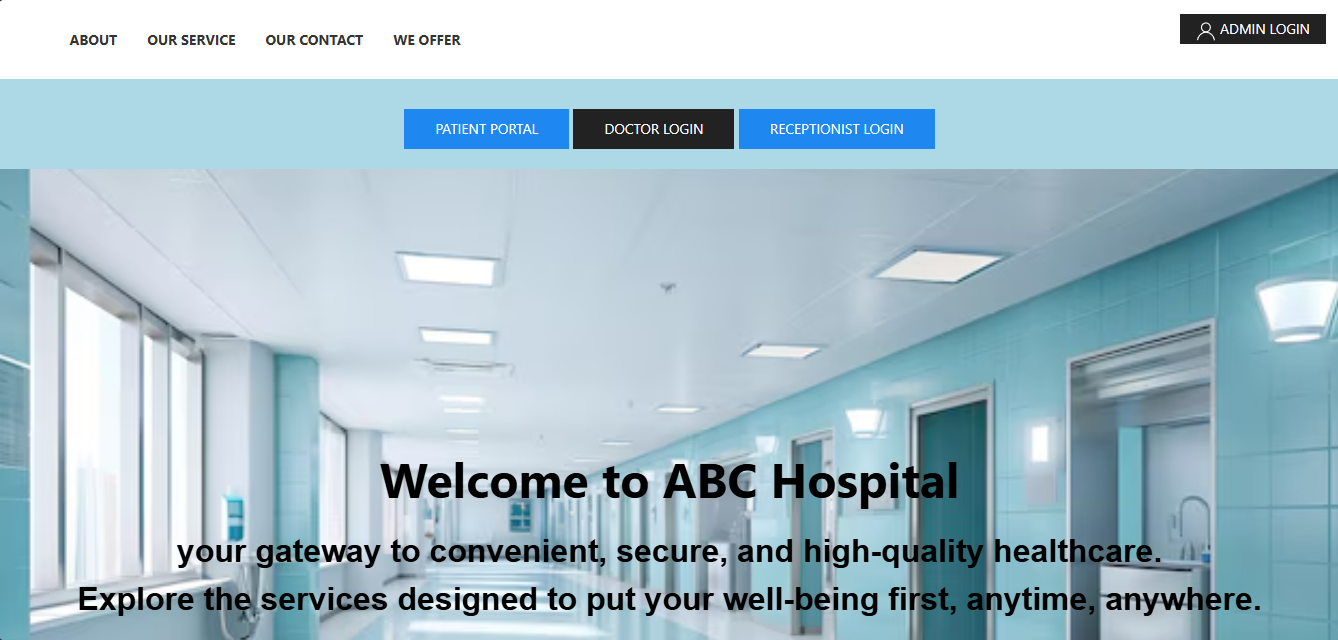 ABOUT OUR SERVICE OUR CONTACT WE OFFER ADMIN LOGIN
PATIENT PORTAL DOCTOR LOGIN RECEPTIONIST LOGIN
Welcome to ABC Hospital
your gateway to convenient, secure, and high-quality healthcare.
Explore the services designed to put your well-being first, anytime, anywhere.